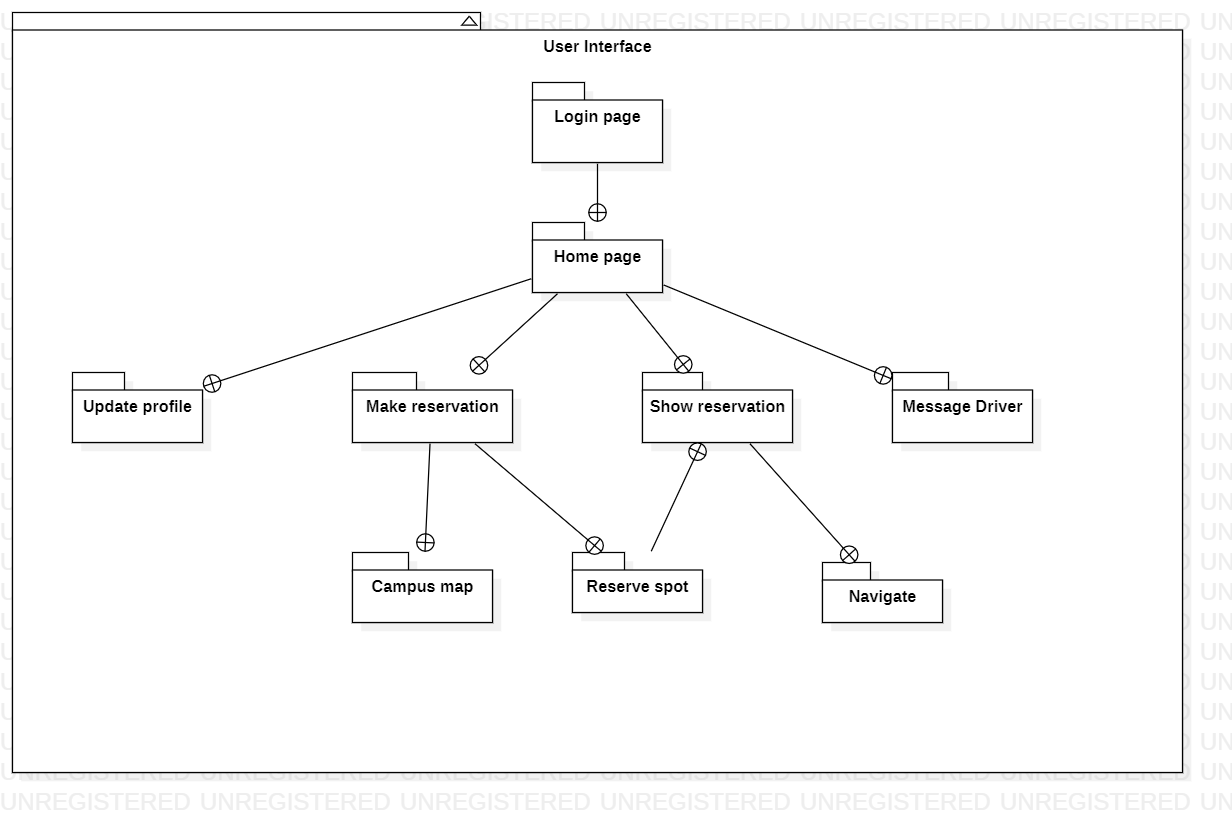 User Interface
Login page
Home page
Update profile
Make reservation
Show reservation
Message Driver
Campus map
Reserve spot
Navigate
UNREGISTERED UNREGISTERED UNREGISTERED UNREGISTERED UNREGISTERED UNREGISTERED UN